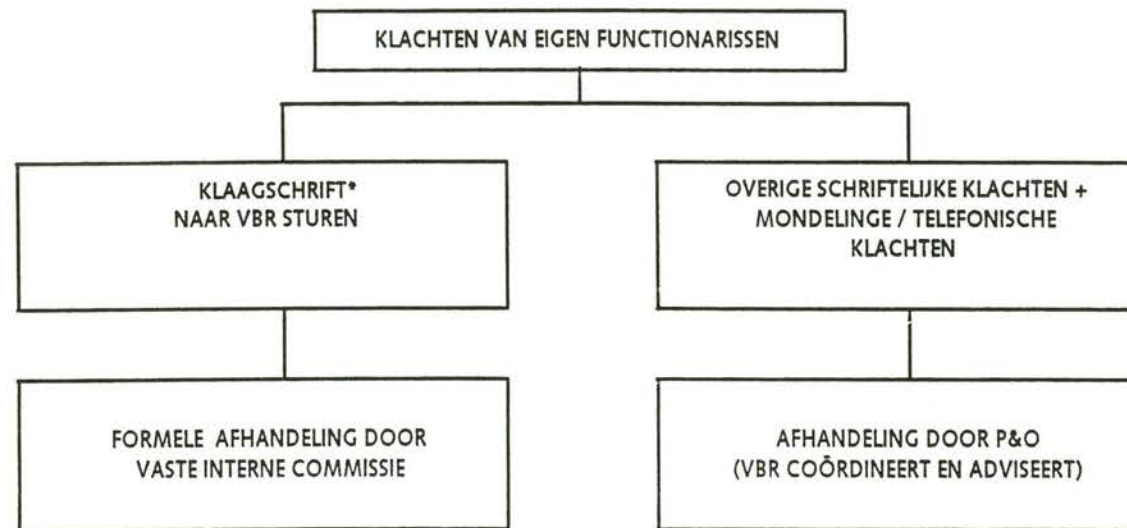 KLACHTEN VAN EIGEN FUNCTIONARISSEN
KLAAGSCHRIFT*
NAAR VBR STUREN
OVERIGE SCHRIFTELIJKE KLACHTEN +
MONDELINGE / TELEFONISCHE
KLACHTEN
FORMELE AFHANDELING DOOR
VASTE INTERNE COMMISSIE
AFHANDELING DOOR P&O
(VBR COÖRDINEERT EN ADVISEERT)